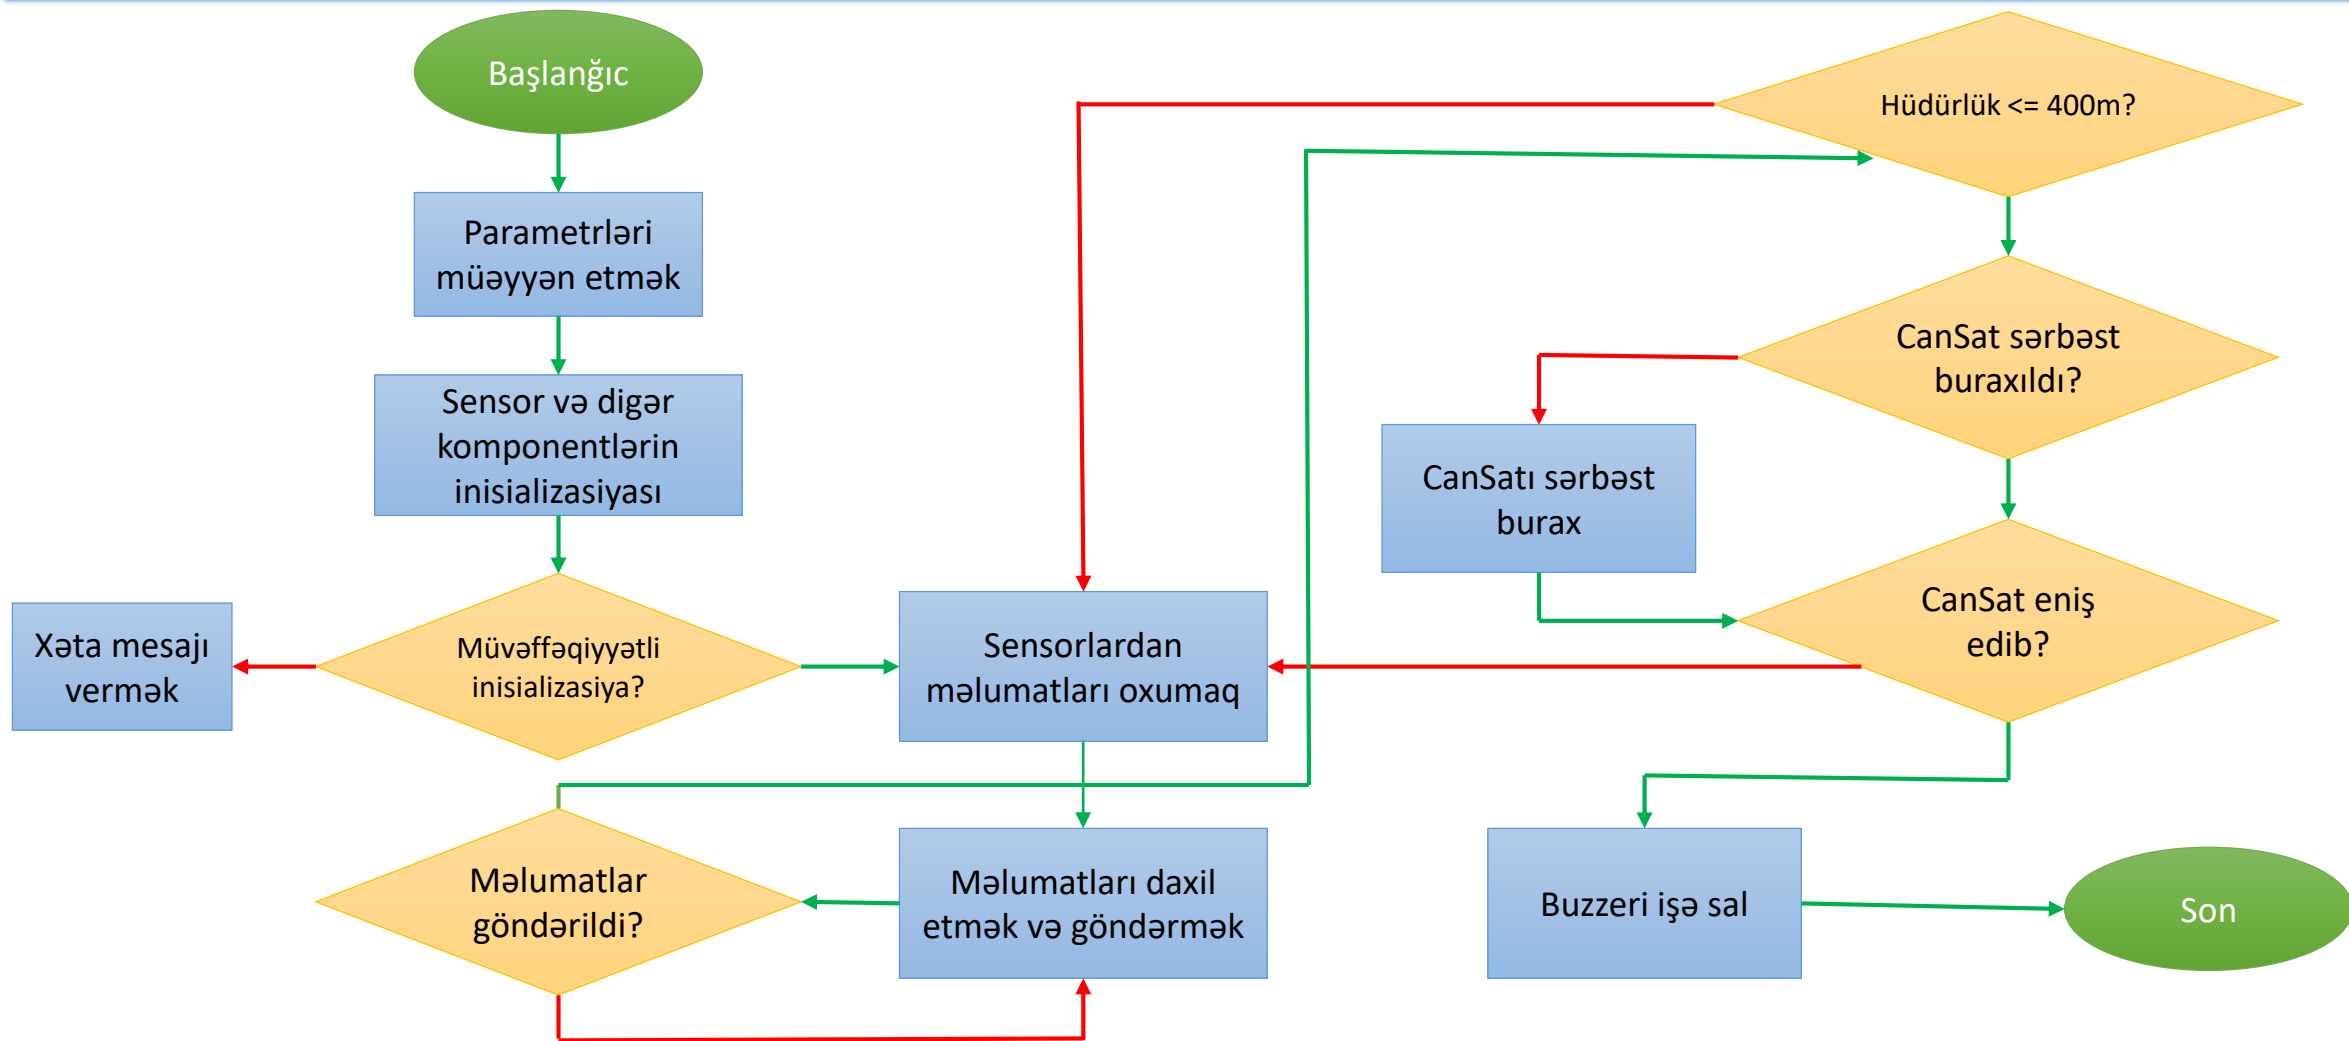 Başlanğıc
Parametrləri
müəyyən etmək
Sensor və digər
komponentlərin
inisializasiyası
Müvəffəqiyyətli
inisializasiya?
Xəta mesajı
vermək
Sensorlardan
məlumatları oxumaq
Məlumatları daxil
etmək və göndərmək
Məlumatlar
göndərildi?
Hüdürlük <= 400m?
CanSat sərbəst
buraxıldı?
CanSatı sərbəst
burax
CanSat eniş
edib?
Buzzeri işə sal
Son